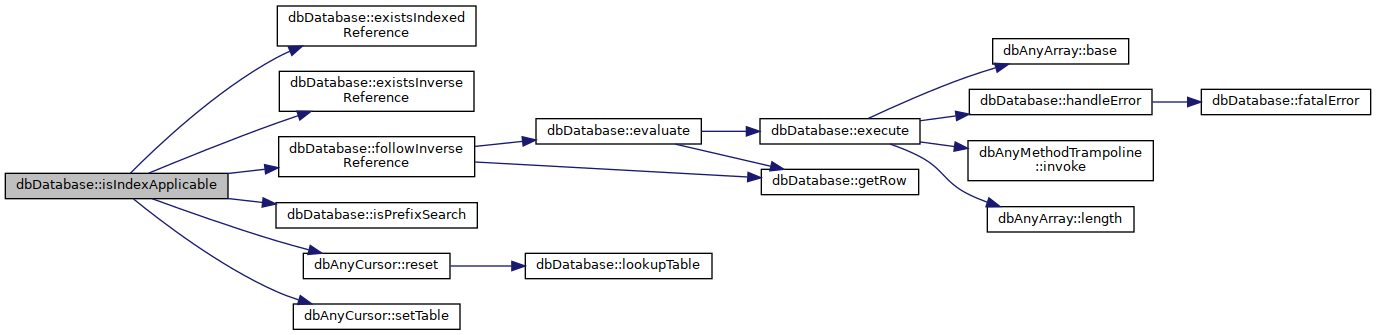 dbDatabase::isIndexApplicable
dbDatabase::existsIndexed
Reference
dbDatabase::existsInverse
Reference
dbDatabase::followInverse
Reference
dbDatabase::isPrefixSearch
dbAnyCursor::reset
dbAnyCursor::setTable
dbDatabase::evaluate
dbDatabase::lookupTable
dbDatabase::execute
dbDatabase::getRow
dbAnyArray::base
dbDatabase::handleError
dbAnyMethodTrampoline
::invoke
dbAnyArray::length
dbDatabase::fatalError